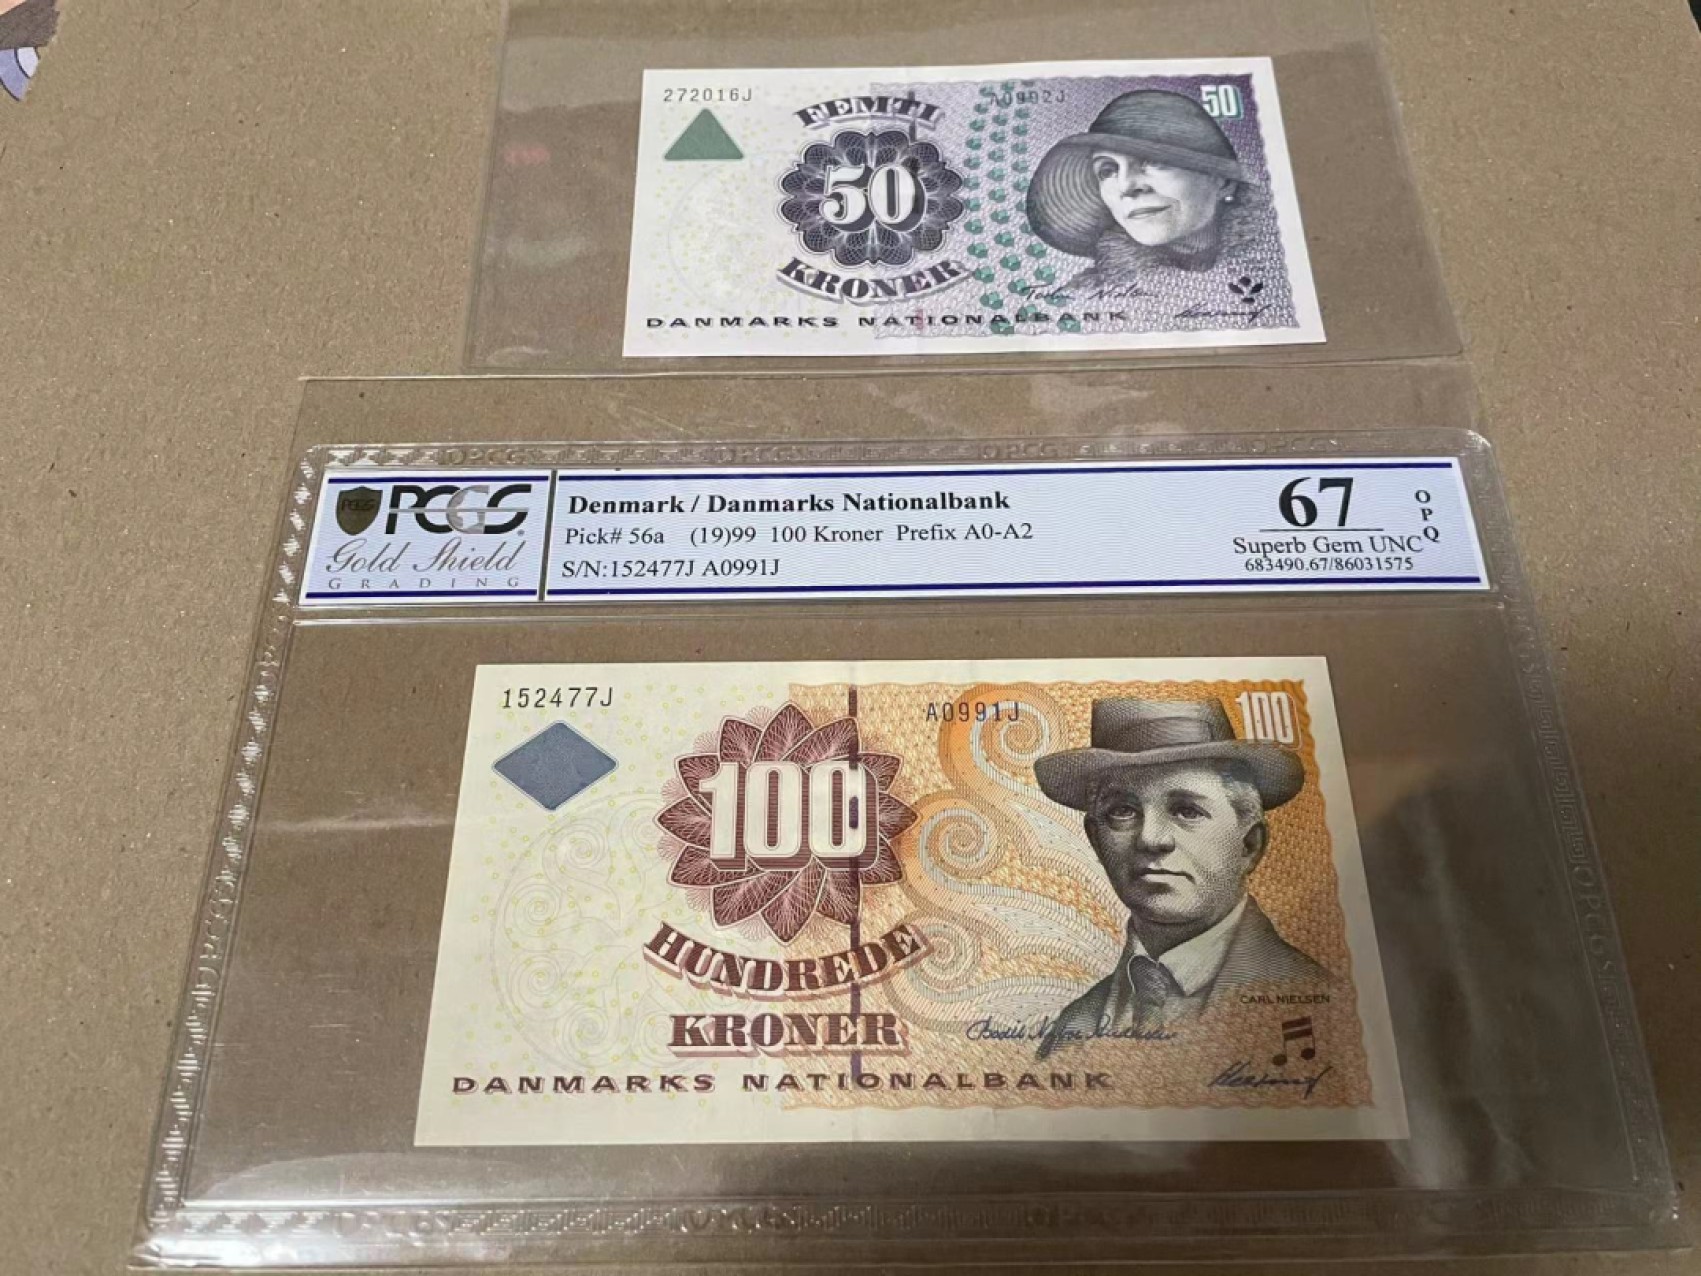 272016J
A0902J
50
FEMTI
50
KRONER
DANMARKS NATIONALBANK
PCGS
Gold Shield
GRADING
Denmark / Danmarks Nationalbank
Pick# 56a (19)99 100 Kroner Prefix A0-A2
S/N:152477J A0991J
67
OPQ
Superb Gem UNC
683490.67/86031575
152477J
A0991J
100
100
HUNDREDE
KRONER
CARL NIELSEN
DANMARKS NATIONALBANK